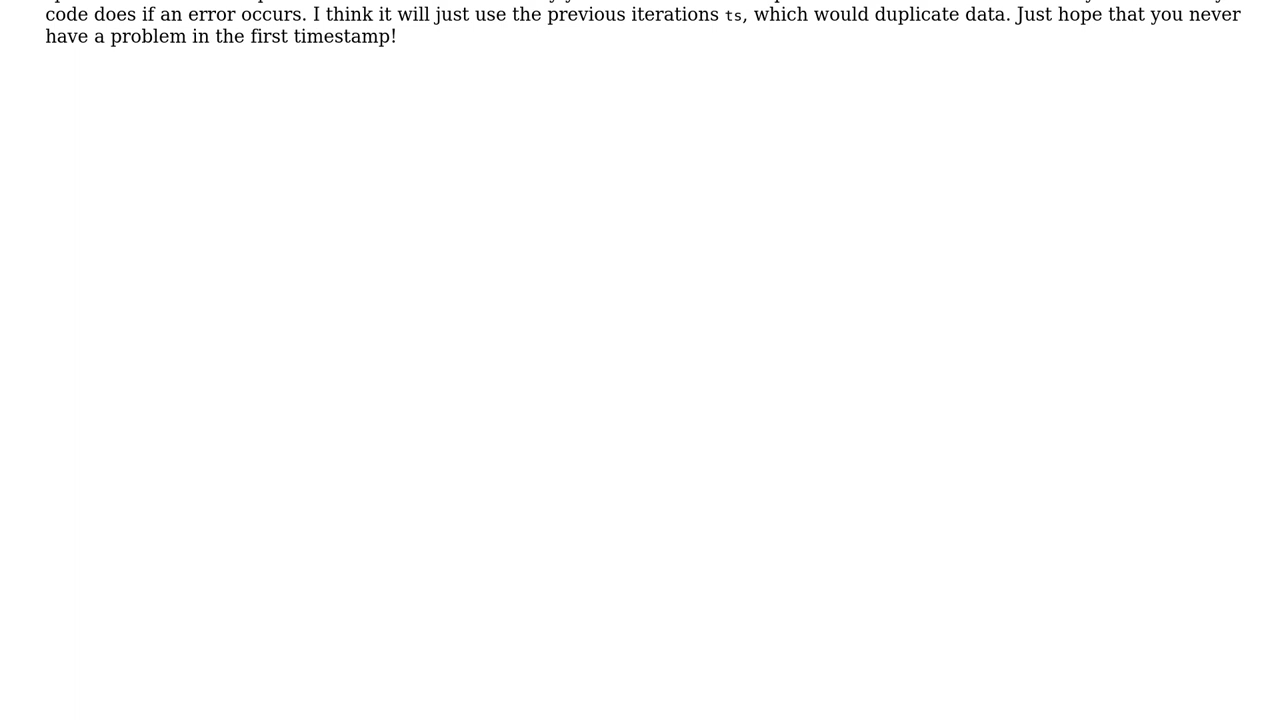 code does if an error occurs. I think it will just use the previous iterations ts, which would duplicate data. Just hope that you never
have a problem in the first timestamp!